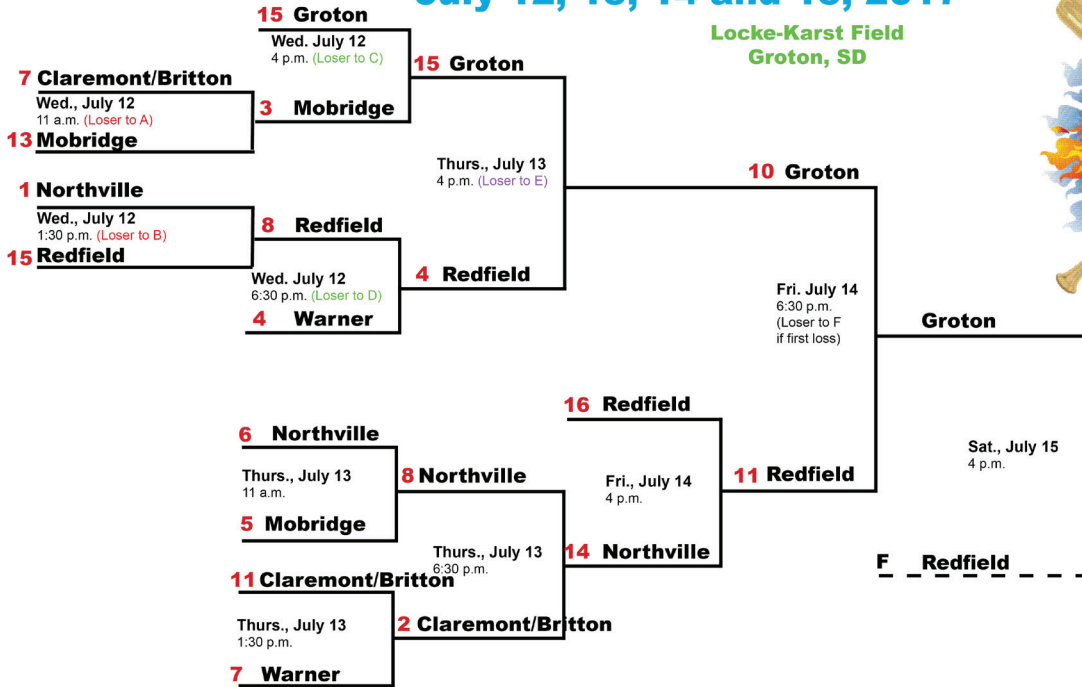 July 12, 13, 14 and 15, 2017
Locke-Karst Field
Groton, SD
15 Groton
Wed. July 12
4 p.m. (Loser to C)
15 Groton
7 Claremont/Britton
Wed., July 12
11 a.m. (Loser to A)
3 Mobridge
13 Mobridge
Thurs., July 13
4 p.m. (Loser to E)
10 Groton
1 Northville
Wed., July 12
1:30 p.m. (Loser to B)
8 Redfield
15 Redfield
Wed. July 12
6:30 p.m. (Loser to D)
4 Redfield
4 Warner
Fri. July 14
6:30 p.m.
(Loser to F
if first loss)
Groton
16 Redfield
6 Northville
Thurs., July 13
11 a.m.
8 Northville
5 Mobridge
Fri., July 14
4 p.m.
11 Redfield
Sat., July 15
4 p.m.
Thurs., July 13
6:30 p.m.
14 Northville
F Redfield
11 Claremont/Britton
Thurs., July 13
1:30 p.m.
2 Claremont/Britton
7 Warner